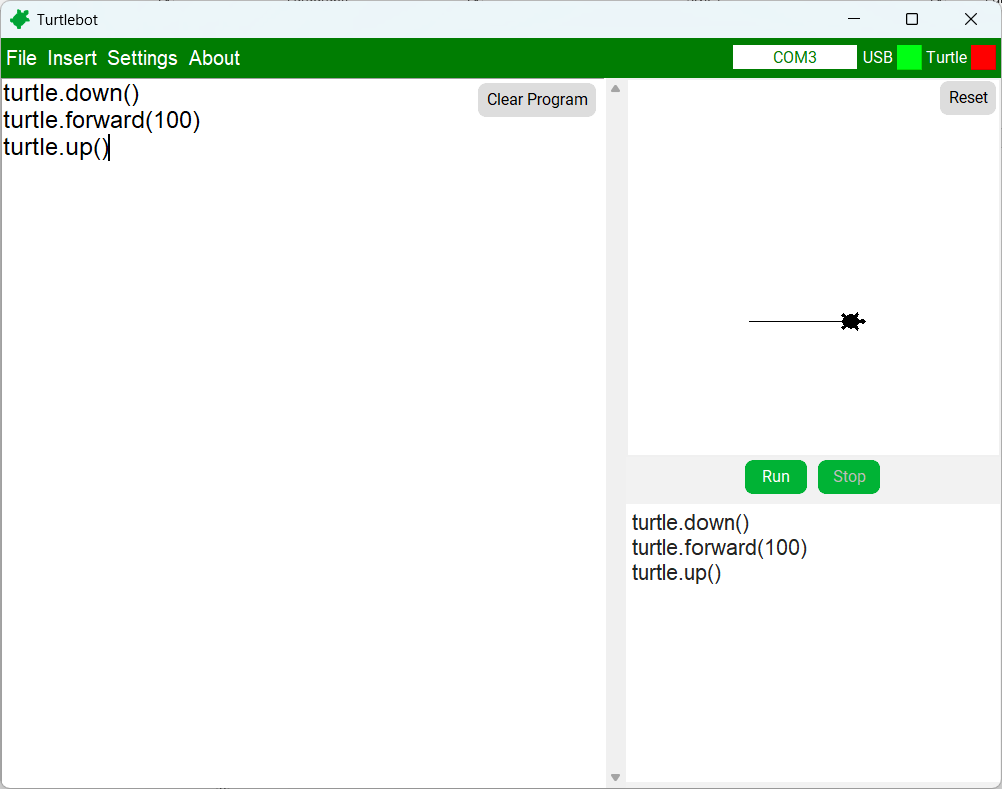 Turtlebot
File Insert Settings About COM3 USB Turtle
turtle.down()
turtle.forward(100)
turtle.up()
Clear Program
Reset
Run Stop
turtle.down()
turtle.forward(100)
turtle.up()